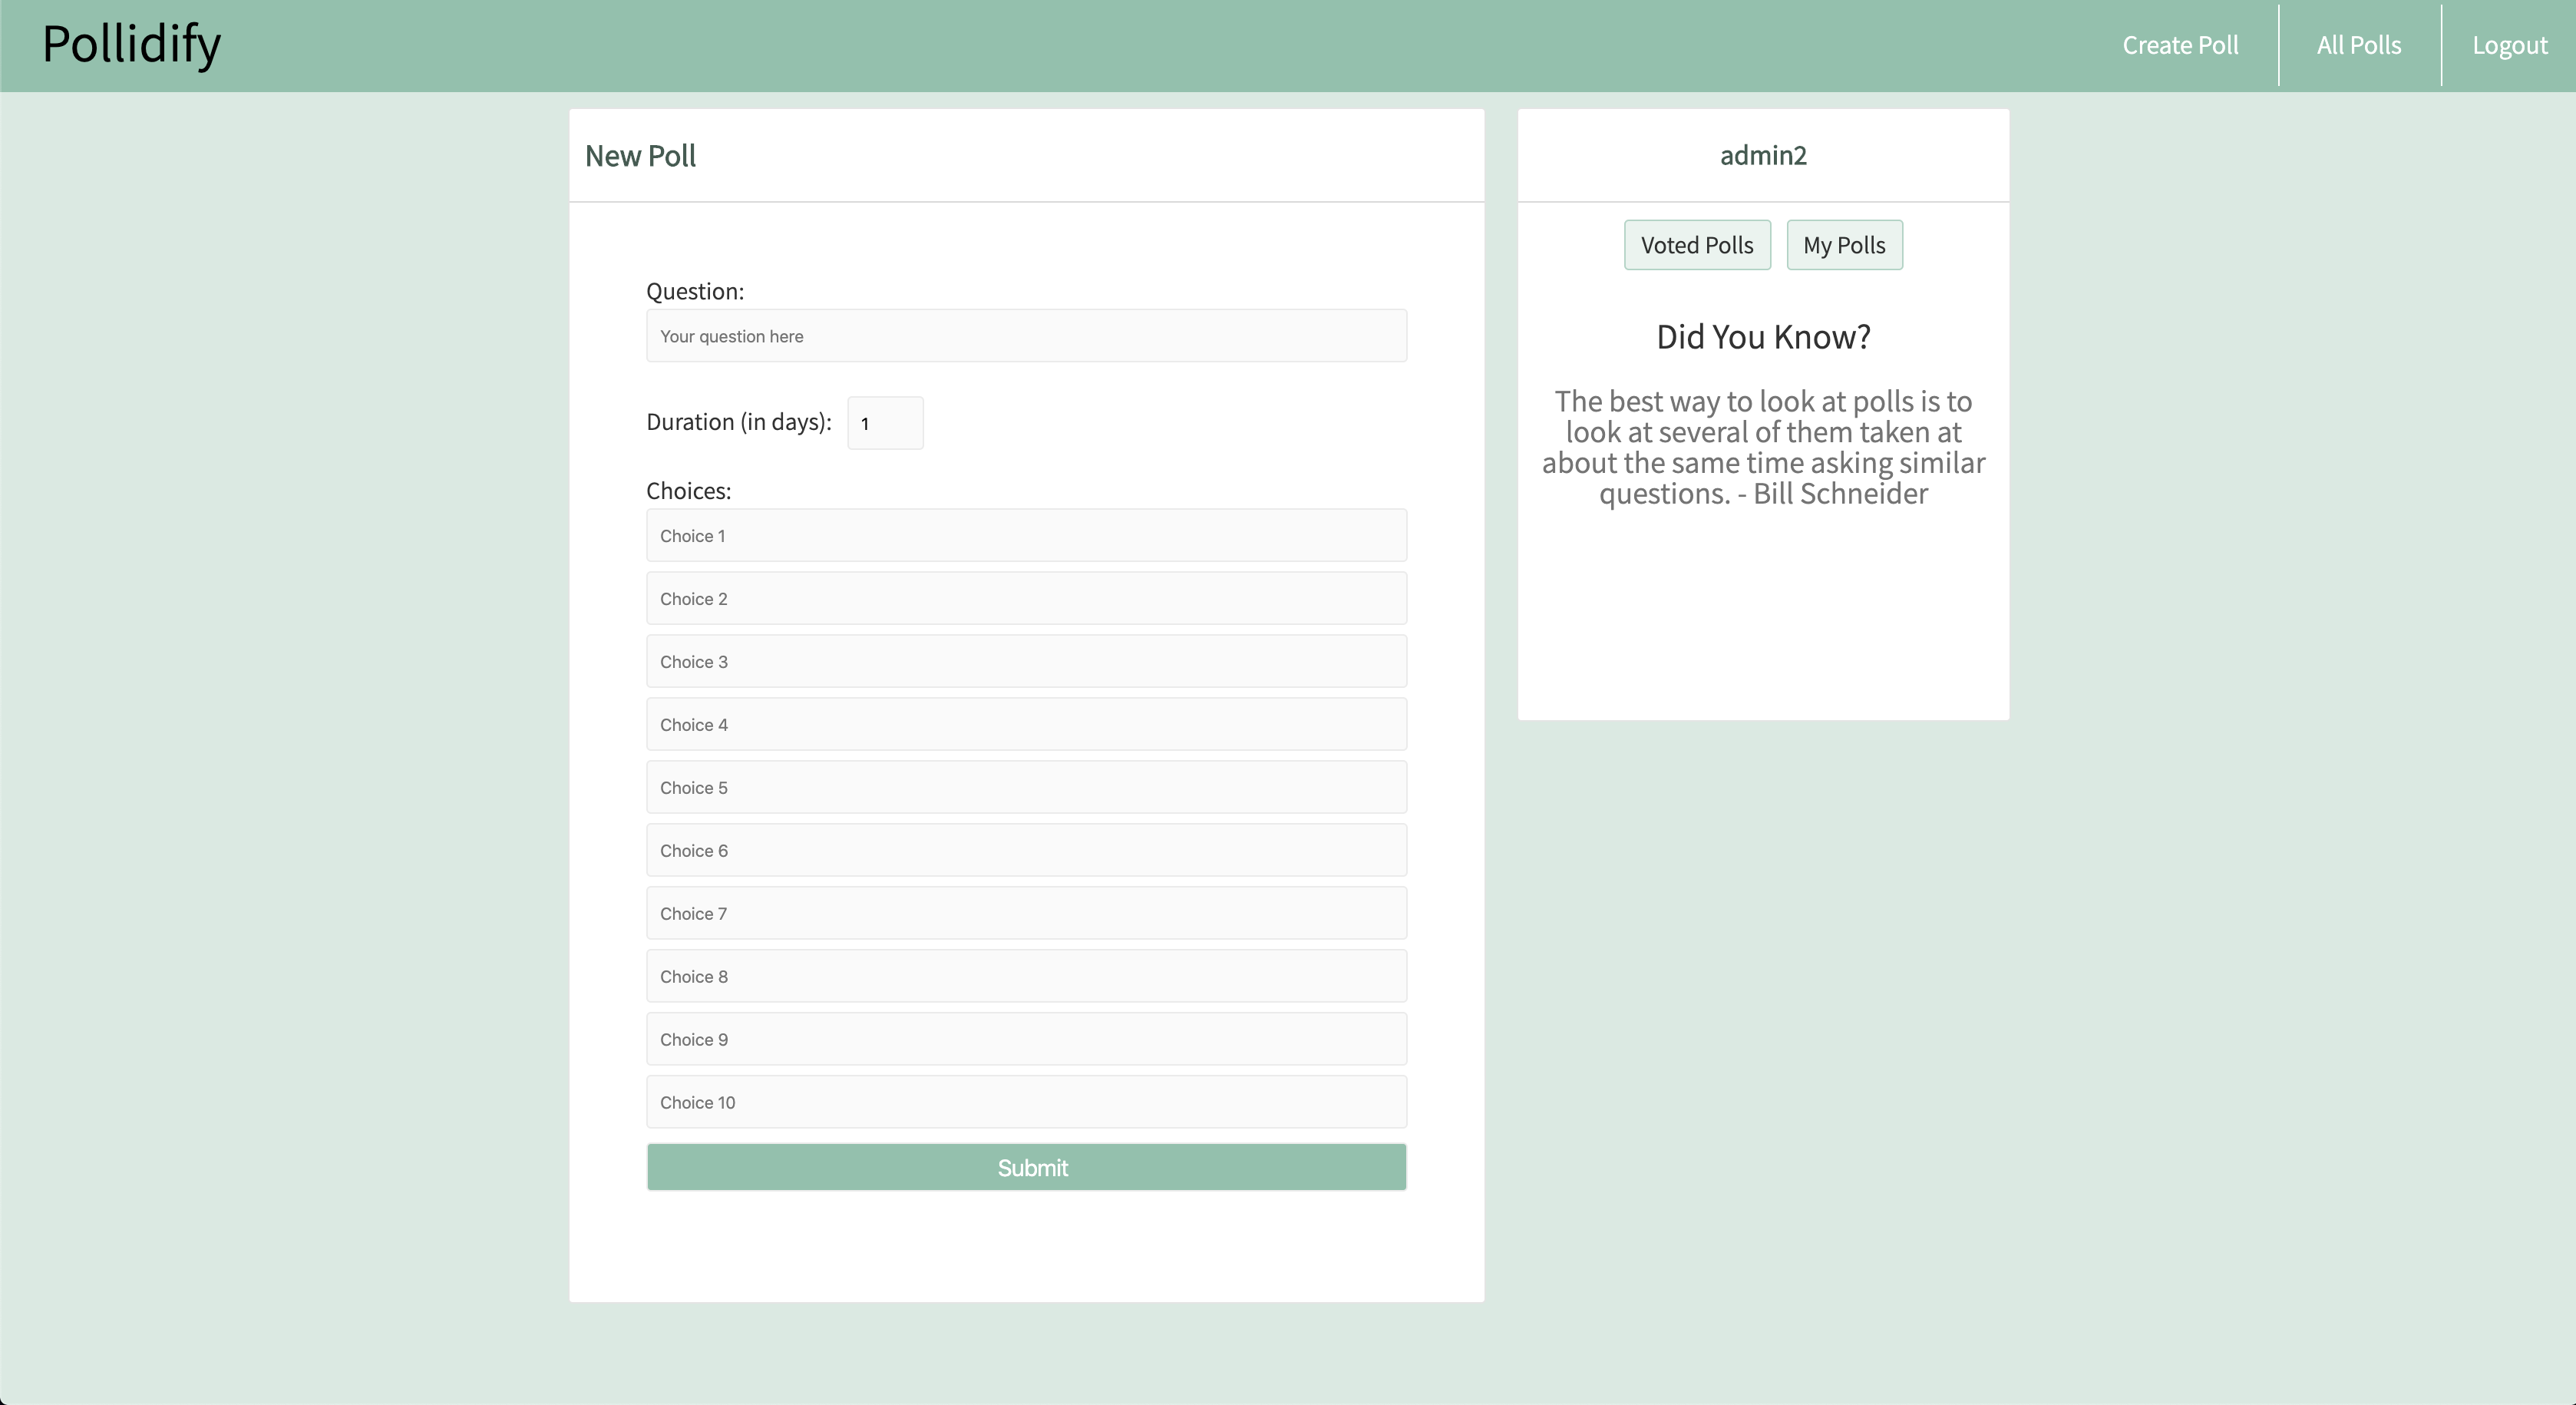 Pollidify
Create Poll
All Polls
Logout
New Poll
Question:
Your question here
Duration (in days):
1
Choices:
Choice 1
Choice 2
Choice 3
Choice 4
Choice 5
Choice 6
Choice 7
Choice 8
Choice 9
Choice 10
Submit
admin2
Voted Polls
My Polls
Did You Know?
The best way to look at polls is to
look at several of them taken at
about the same time asking similar
questions. - Bill Schneider